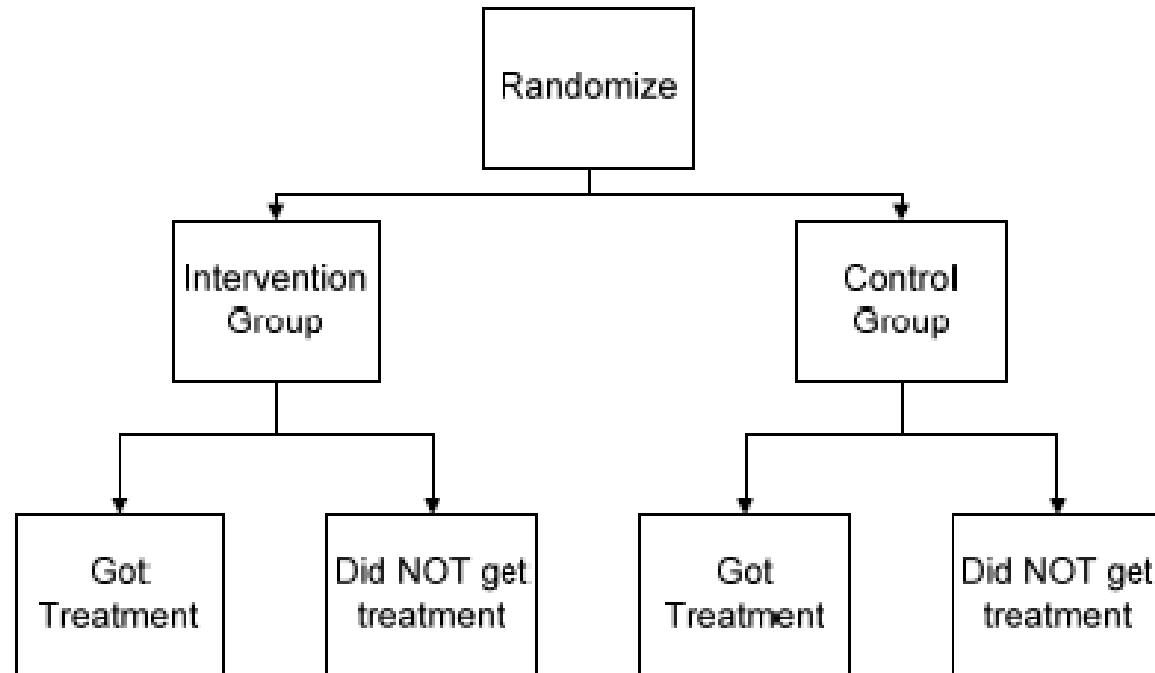 Randomize
Intervention
Group
Control
Group
Got
Treatment
Did NOT get
treatment
Got
Treatment
Did NOT get
treatment